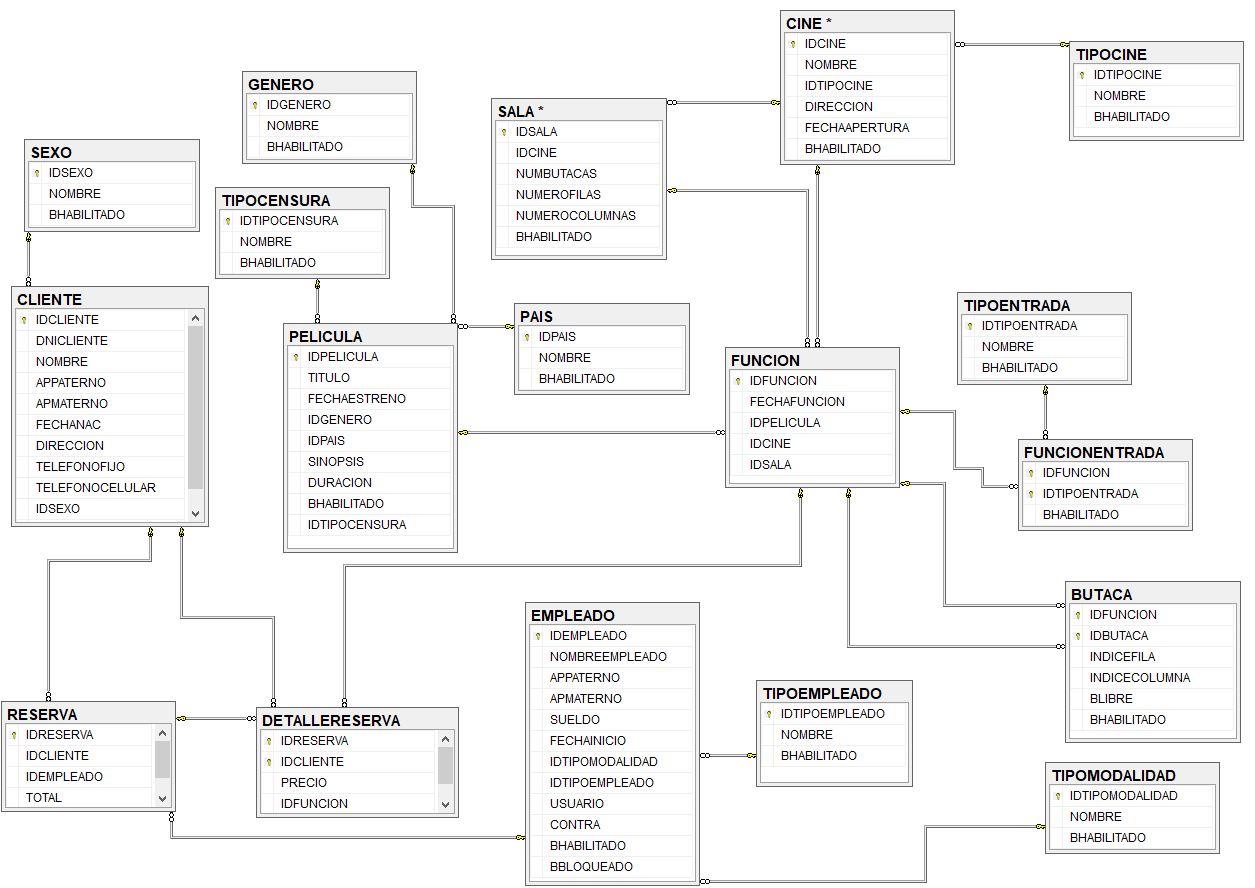 CINE *
IDCINE
NOMBRE
IDTIPOCINE
DIRECCION
FECHAAPERTURA
BHABILITADO
TIPOCINE
IDTIPOCINE
NOMBRE
BHABILITADO
GENERO
IDGENERO
NOMBRE
BHABILITADO
SALA *
IDSALA
IDCINE
NUMBUTACAS
NUMEROFILAS
NUMEROCOLUMNAS
BHABILITADO
SEXO
IDSEXO
NOMBRE
BHABILITADO
TIPOCENSURA
IDTIPOCENSURA
NOMBRE
BHABILITADO
CLIENTE
IDCLIENTE
DNICLIENTE
NOMBRE
APPATERNO
APMATERNO
FECHANAC
DIRECCION
TELEFONOFIJO
TELEFONOCELULAR
IDSEXO
PELICULA
IDPELICULA
TITULO
FECHAESTRENO
IDGENERO
IDPAIS
SINOPSIS
DURACION
BHABILITADO
IDTIPOCENSURA
PAIS
IDPAIS
NOMBRE
BHABILITADO
FUNCION
IDFUNCION
FECHAFUNCION
IDPELICULA
IDCINE
IDSALA
TIPOENTRADA
IDTIPOENTRADA
NOMBRE
BHABILITADO
FUNCIONENTRADA
IDFUNCION
IDTIPOENTRADA
BHABILITADO
BUTACA
IDFUNCION
IDBUTACA
INDICEFILA
INDICECOLUMNA
BLIBRE
BHABILITADO
EMPLEADO
IDEMPLEADO
NOMBREEMPLEADO
APPATERNO
APMATERNO
SUELDO
FECHAINICIO
IDTIPOMODALIDAD
IDTIPOEMPLEADO
USUARIO
CONTRA
BHABILITADO
BBLOQUEADO
TIPOEMPLEADO
IDTIPOEMPLEADO
NOMBRE
BHABILITADO
RESERVA
IDRESERVA
IDCLIENTE
IDEMPLEADO
TOTAL
DETALLERESERVA
IDRESERVA
IDCLIENTE
PRECIO
IDFUNCION
TIPOMODALIDAD
IDTIPOMODALIDAD
NOMBRE
BHABILITADO